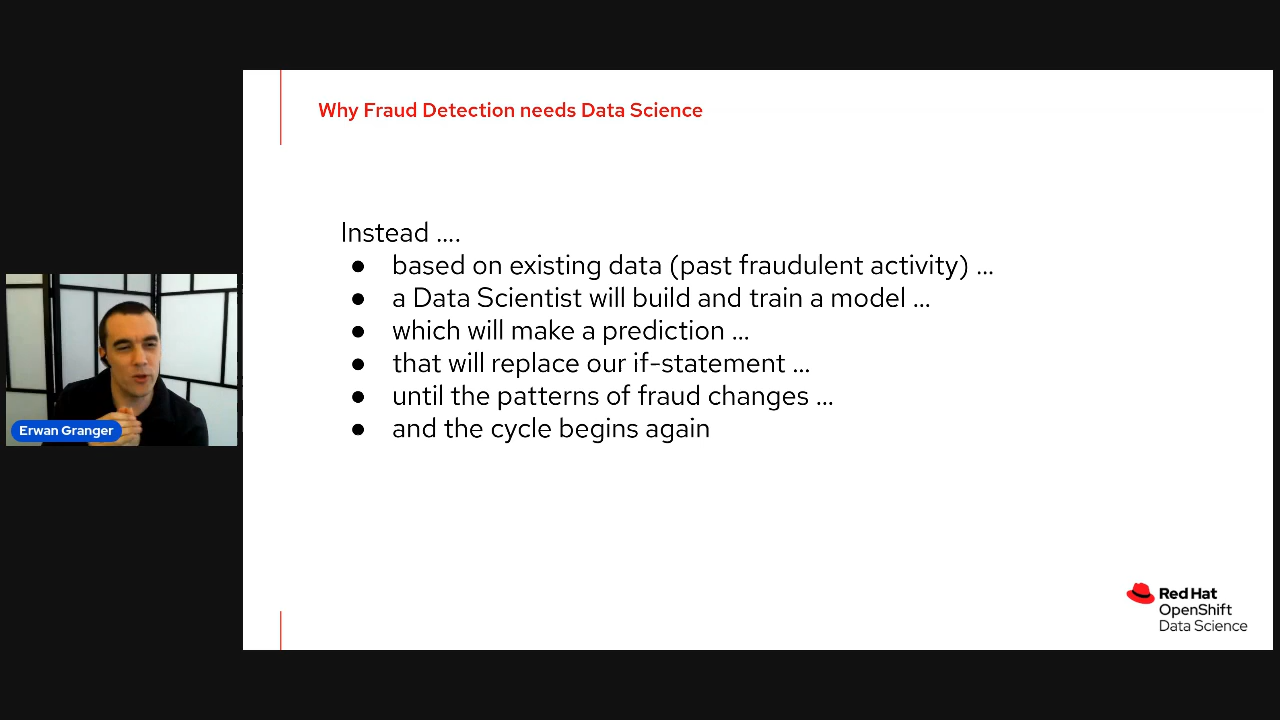 Why Fraud Detection needs Data Science
Instead ....
● based on existing data (past fraudulent activity) ...
● a Data Scientist will build and train a model ...
● which will make a prediction ...
● that will replace our if-statement ...
● until the patterns of fraud changes ...
● and the cycle begins again
Erwan Granger
Red Hat
OpenShift
Data Science